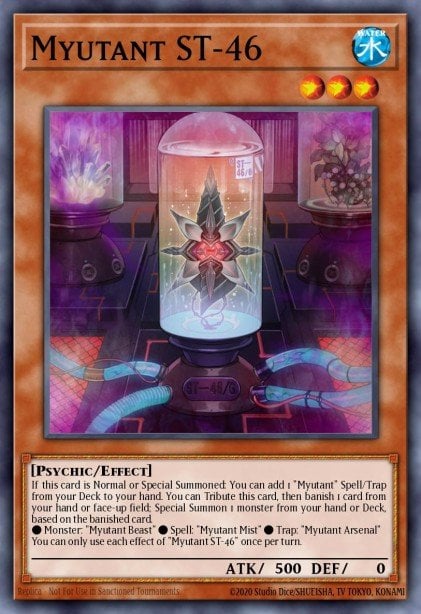 Myutant ST-46
WATER
水
ST-
46/G
ST-46/G
[Psychic/Effect]
If this card is Normal or Special Summoned: You can add 1 "Myutant" Spell/Trap
from your Deck to your hand. You can Tribute this card, then banish 1 card from
your hand or face-up field; Special Summon 1 monster from your hand or Deck,
based on the banished card.
● Monster: "Myutant Beast" ● Spell: "Myutant Mist" ● Trap: "Myutant Arsenal"
You can only use each effect of "Myutant ST-46" once per turn.
ATK/ 500 DEF/ 0
Replica - Not For Use in Sanctioned Tournaments
©2020 Studio Dice/SHUEISHA, TV TOKYO, KONAMI